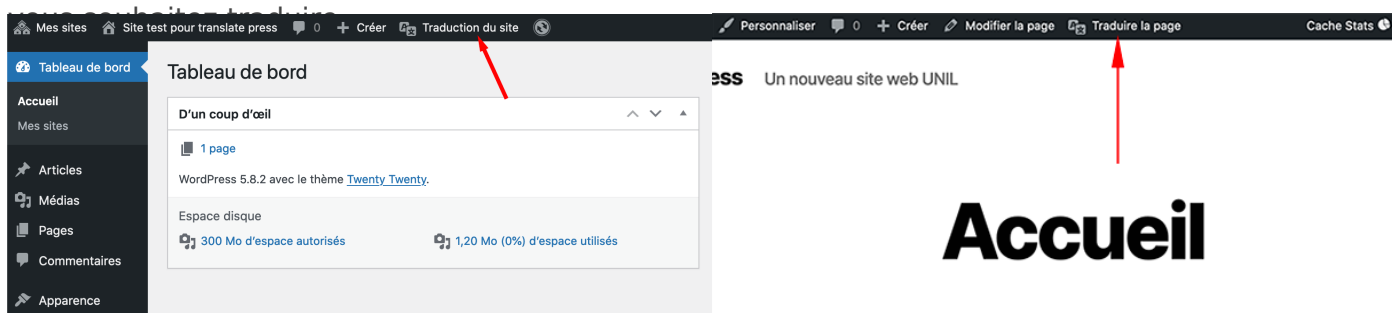 vous souhaitez traduire
Mes sites Site test pour translate press 0 + Créer Traduction du site
Tableau de bord
Accueil
Mes sites
Articles
Médias
Pages
Commentaires
Apparence
Tableau de bord
D'un coup d'œil
1 page
WordPress 5.8.2 avec le thème Twenty Twenty.
Espace disque
300 Mo d'espace autorisés 1,20 Mo (0%) d'espace utilisés
Personnaliser 0 + Créer Modifier la page Traduire la page Cache Stats
ess Un nouveau site web UNIL
Accueil